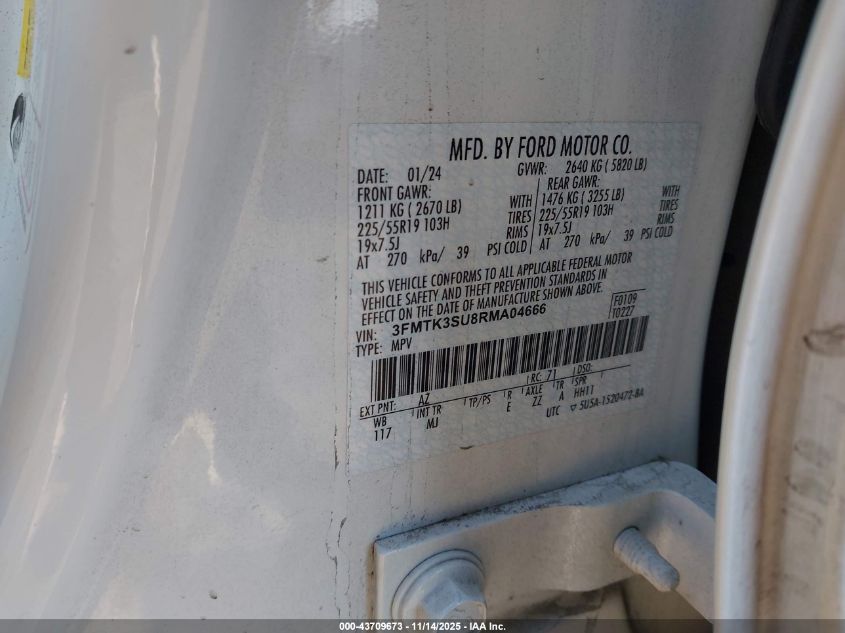 MFD. BY FORD MOTOR CO.
DATE: 01/24 GVWR: 2640 KG ( 5820 LB)
FRONT GAWR: REAR GAWR:
1211 KG ( 2670 LB) WITH 1476 KG ( 3255 LB) WITH
225/55R19 103H TIRES 225/55R19 103H TIRES
19x7.5J RIMS 19x7.5J RIMS
AT 270 kPa/ 39 PSI COLD AT 270 kPa/ 39 PSI COLD
THIS VEHICLE CONFORMS TO ALL APPLICABLE FEDERAL MOTOR
VEHICLE SAFETY AND THEFT PREVENTION STANDARDS IN
EFFECT ON THE DATE OF MANUFACTURE SHOWN ABOVE.
VIN: 3FMTK3SU8RMA04666 F0109
TYPE: MPV T0227
EXT PNT: AZ RC: 71 DSO:
WB INT TR TP/PS R AXLE TR SPR
117 MJ E ZZ A HH11
UTC 5U5A-1520472-BA
000-43709673 - 11/14/2025 - IAA Inc.